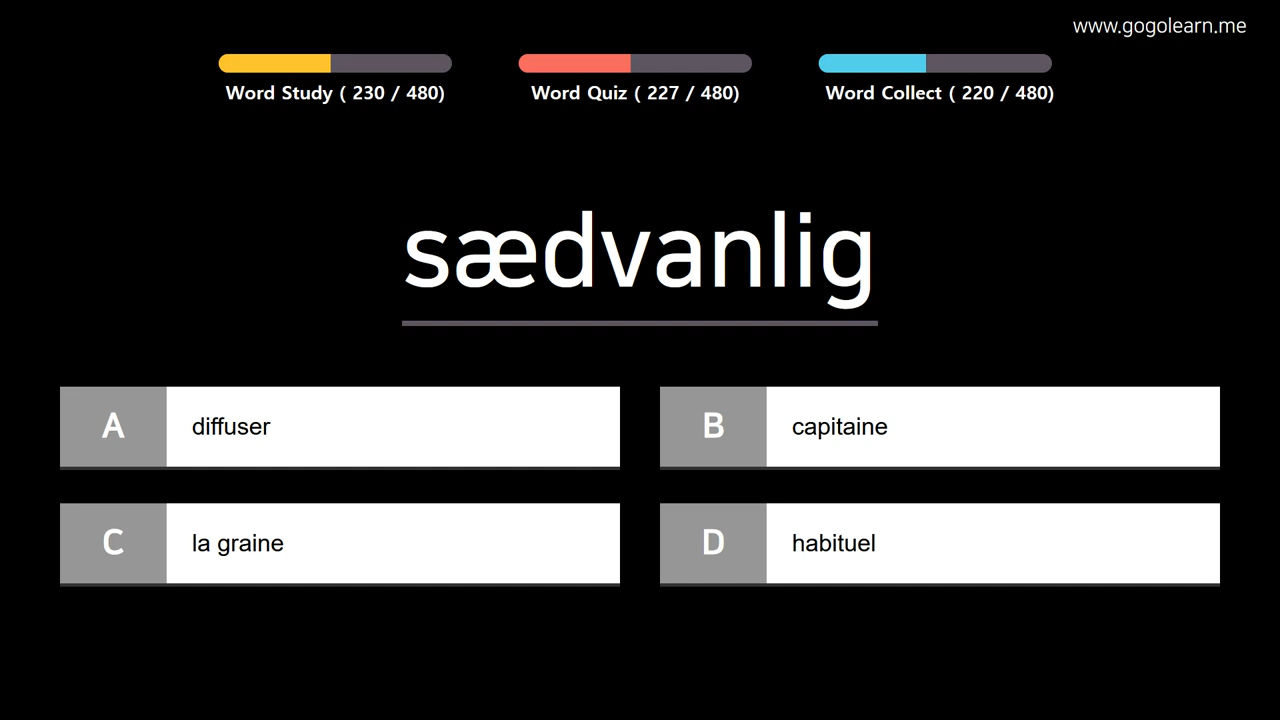 www.gogolearn.me
Word Study ( 230 / 480)
Word Quiz ( 227 / 480)
Word Collect ( 220 / 480)
sædvanlig
A diffuser
B capitaine
C la graine
D habituel